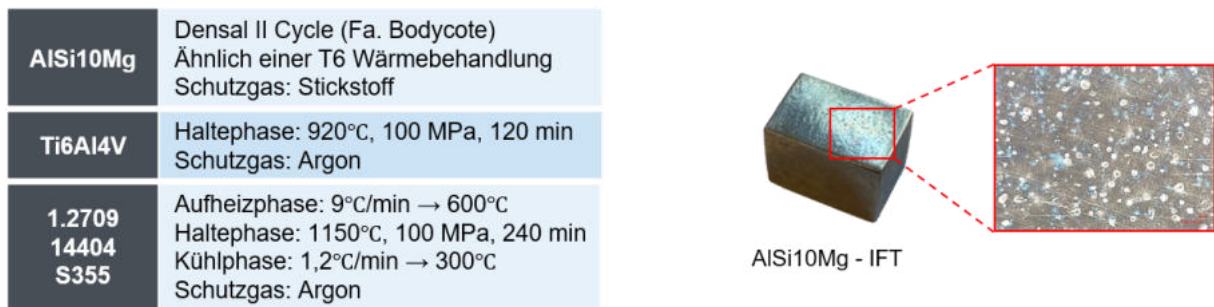 AlSi10Mg
Densal II Cycle (Fa. Bodycote)
Ähnlich einer T6 Wärmebehandlung
Schutzgas: Stickstoff
Ti6Al4V
Haltephase: 920°C, 100 MPa, 120 min
Schutzgas: Argon
1.2709
14404
S355
Aufheizphase: 9°C/min → 600°C
Haltephase: 1150°C, 100 MPa, 240 min
Kühlphase: 1,2°C/min → 300°C
Schutzgas: Argon
AlSi10Mg - IFT